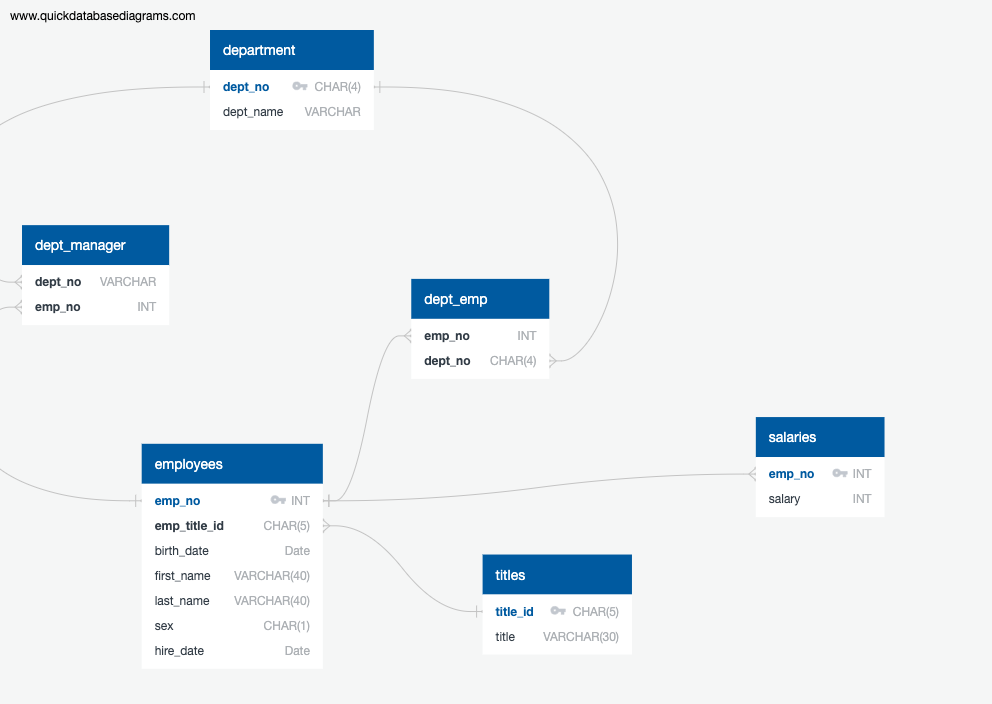 www.quickdatabasediagrams.com
department
dept_no CHAR(4)
dept_name VARCHAR
dept_manager
dept_no VARCHAR
emp_no INT
dept_emp
emp_no INT
dept_no CHAR(4)
salaries
emp_no INT
salary INT
employees
emp_no INT
emp_title_id CHAR(5)
birth_date Date
first_name VARCHAR(40)
last_name VARCHAR(40)
sex CHAR(1)
hire_date Date
titles
title_id CHAR(5)
title VARCHAR(30)